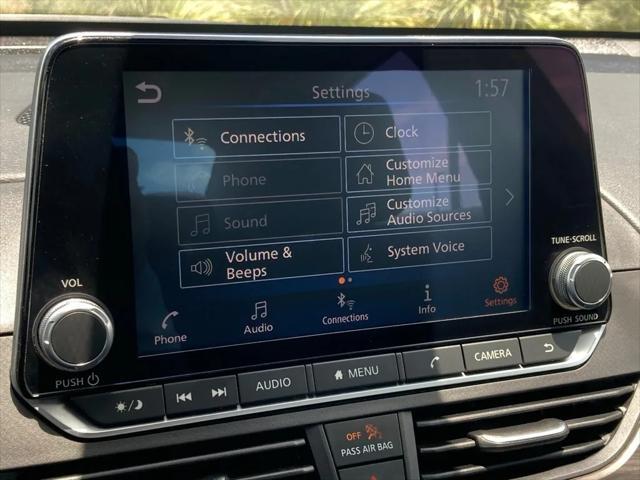 Settings 1:57
Connections
Clock
Phone
Customize
Home Menu
Sound
Customize
Audio Sources
Volume &
Beeps
System Voice
Phone
Audio
Connections
Info
Settings
VOL
PUSH
TUNE·SCROLL
PUSH SOUND
AUDIO
MENU
CAMERA
OFF
PASS AIR BAG